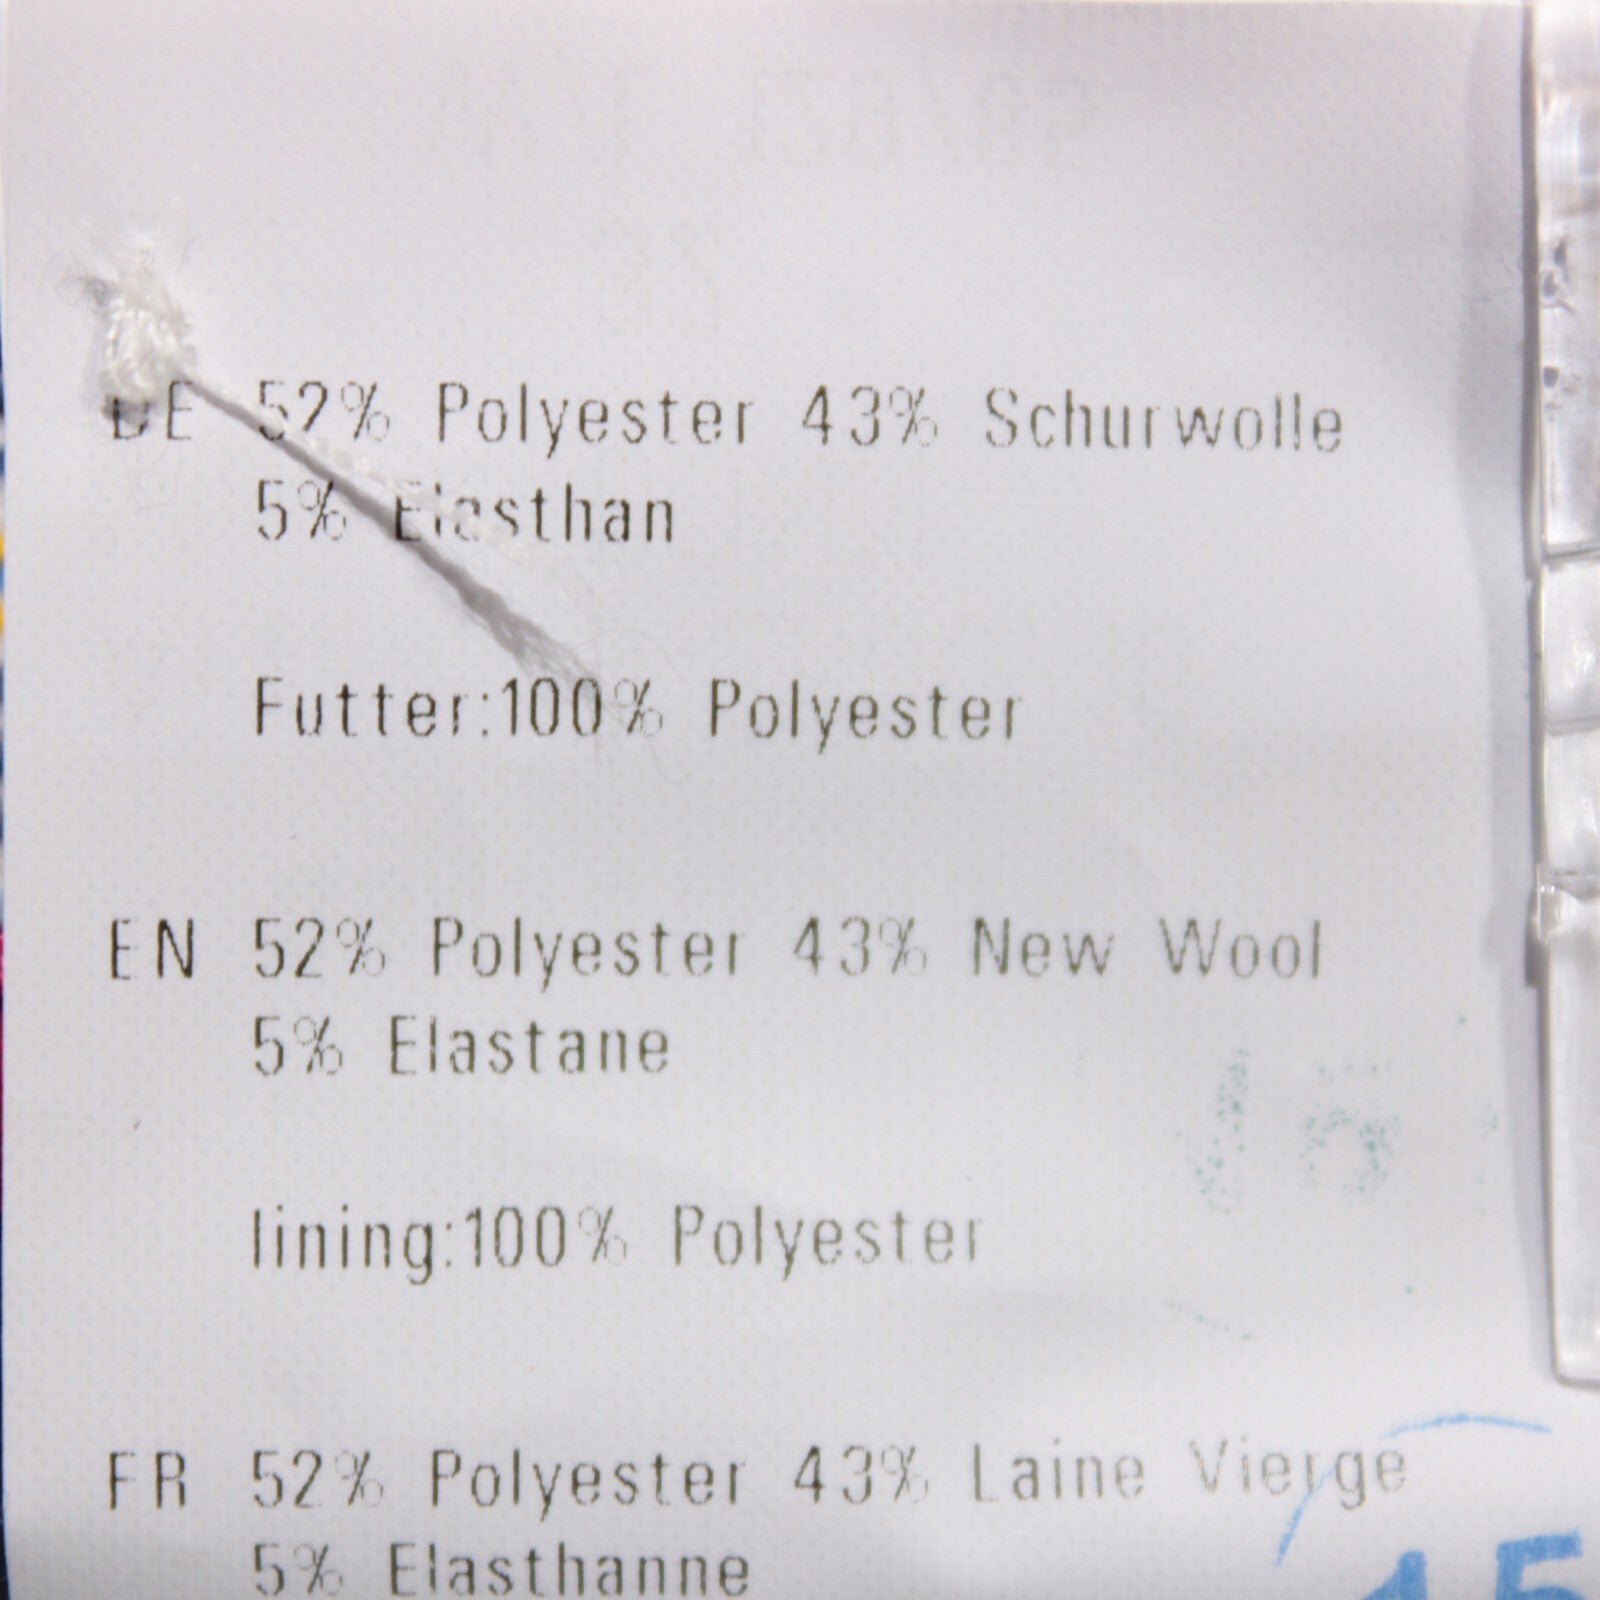 DE 52% Polyester 43% Schurwolle
5% Elasthan
Futter:100% Polyester
EN 52% Polyester 43% New Wool
5% Elastane
lining:100% Polyester
FR 52% Polyester 43% Laine Vierge
5% Elasthanne
15